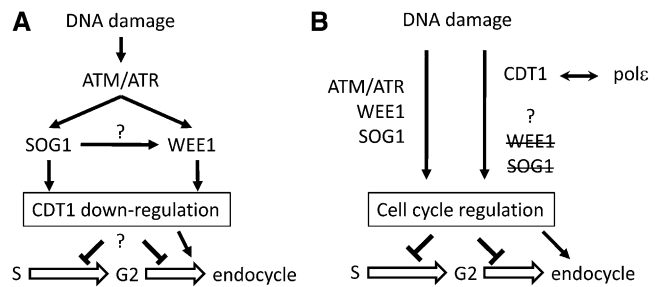 A
DNA damage
ATM/ATR
?
SOG1
WEE1
CDT1 down-regulation
?
S
G2
endocycle
B
DNA damage
ATM/ATR
WEE1
SOG1
CDT1
polε
?
WEE1
SOG1
Cell cycle regulation
S
G2
endocycle